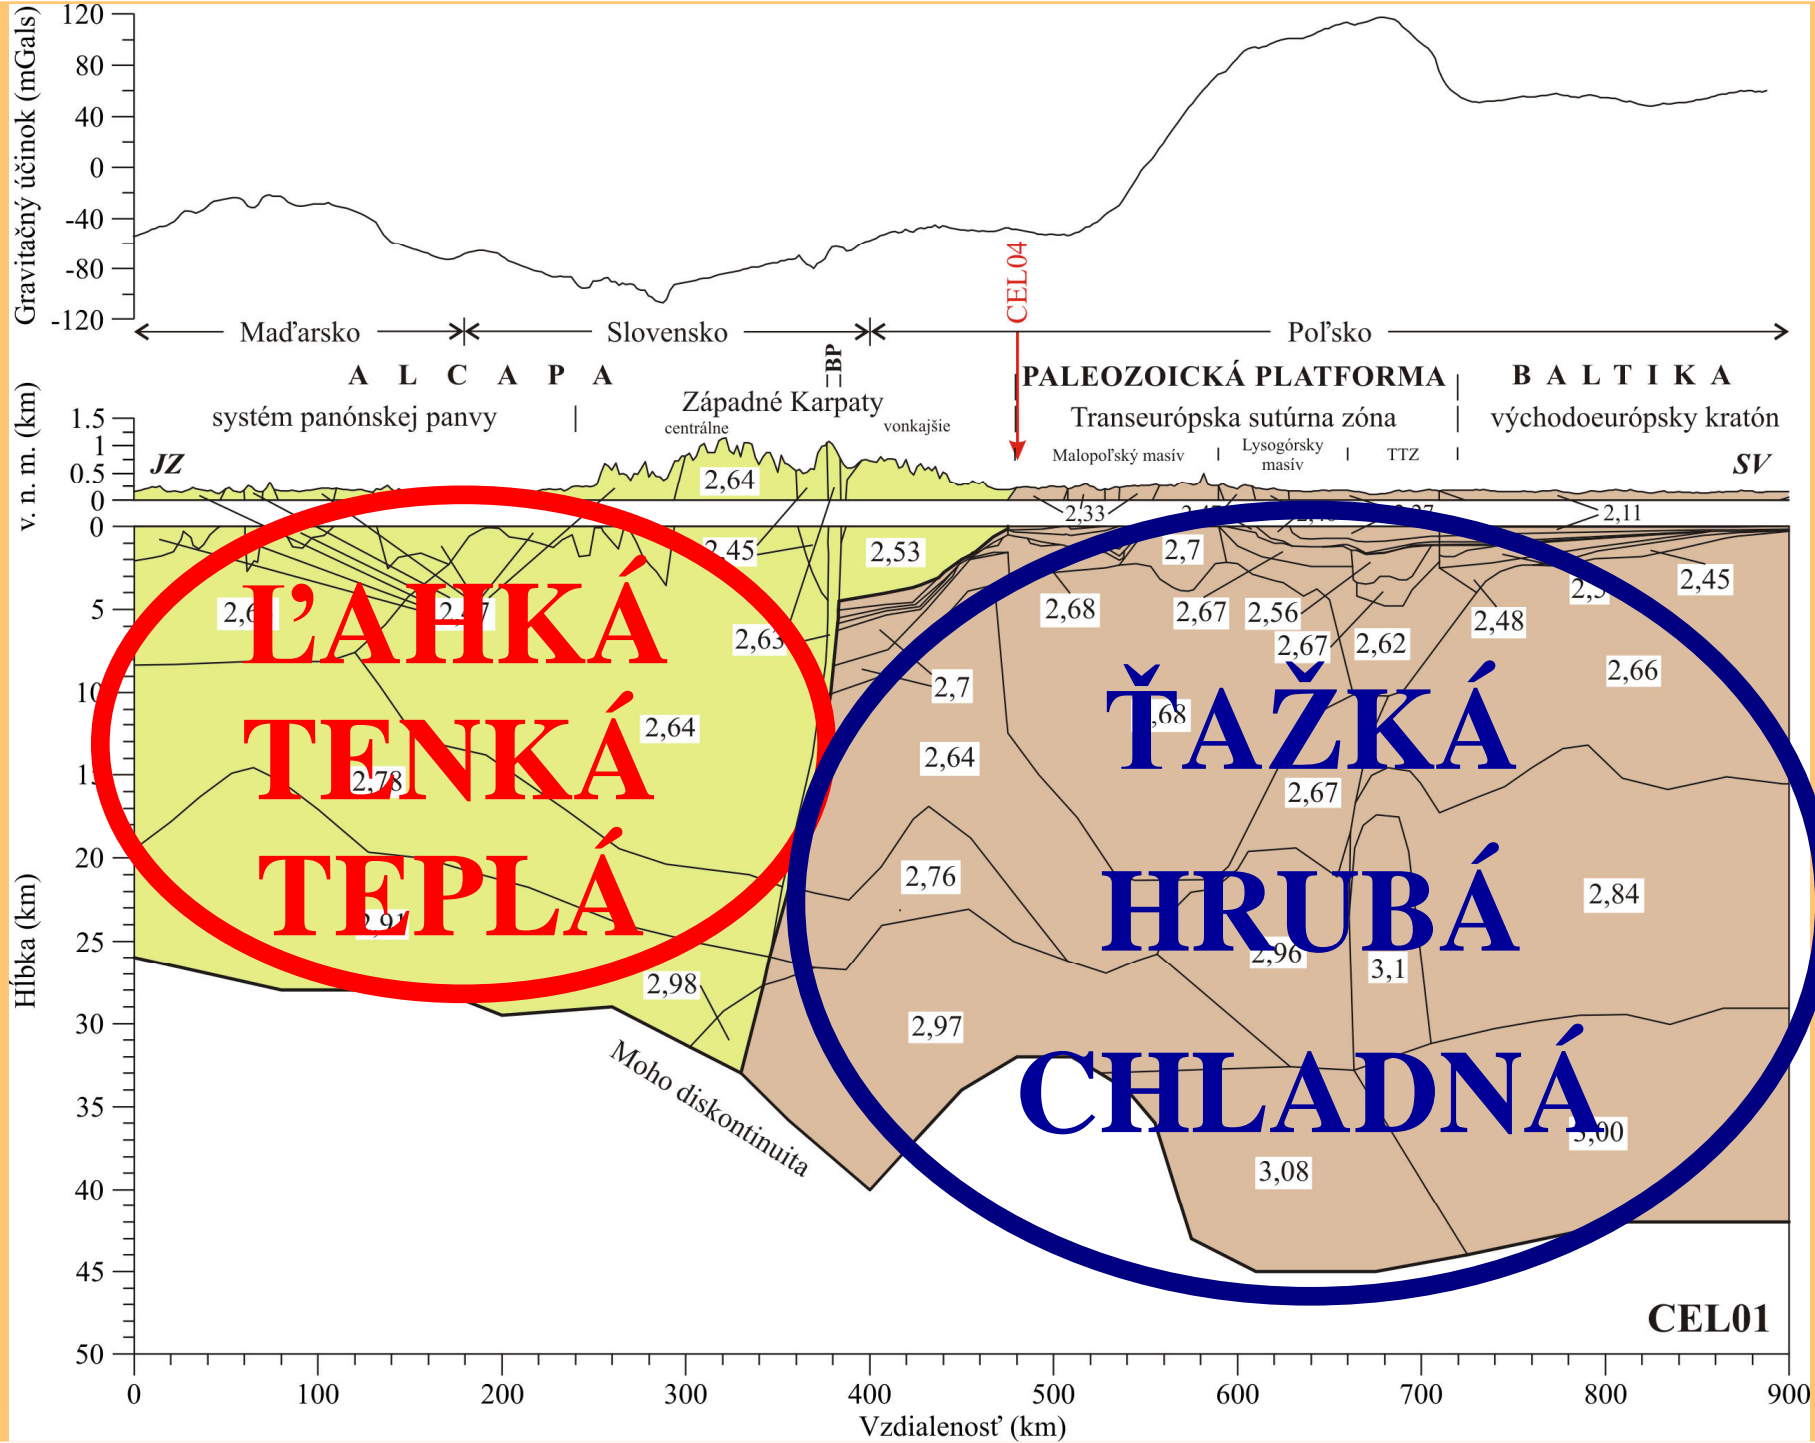 Gravitačný účinok (mGals)
120
80
40
0
-40
-80
-120
CEL04
Maďarsko
Slovensko
Poľsko
A L C A P A
BP
PALEOZOICKÁ PLATFORMA
B A L T I K A
systém panónskej panvy
Západné Karpaty
centrálne
vonkajšie
Transeurópska sutúrna zóna
východoeurópsky kratón
Malopoľský masív
Lysogórsky
masív
TTZ
v. n. m. (km)
1.5
1
0.5
0
JZ
SV
2,64
2,33
2,11
0
2,45
2,53
2,7
2,45
5
2,63
2,68
2,67
2,56
2,67
2,62
2,48
2,66
ĽAHKÁ
TENKÁ
TEPLÁ
ŤAŽKÁ
HRUBÁ
CHLADNÁ
10
2,7
2,64
2,64
15
2,78
2,67
20
2,76
2,84
2,91
25
2,96
3,1
2,98
30
2,97
Moho diskontinuita
35
3,00
3,08
40
45
50
Hĺbka (km)
CEL01
0 100 200 300 400 500 600 700 800 900
Vzdialenosť (km)